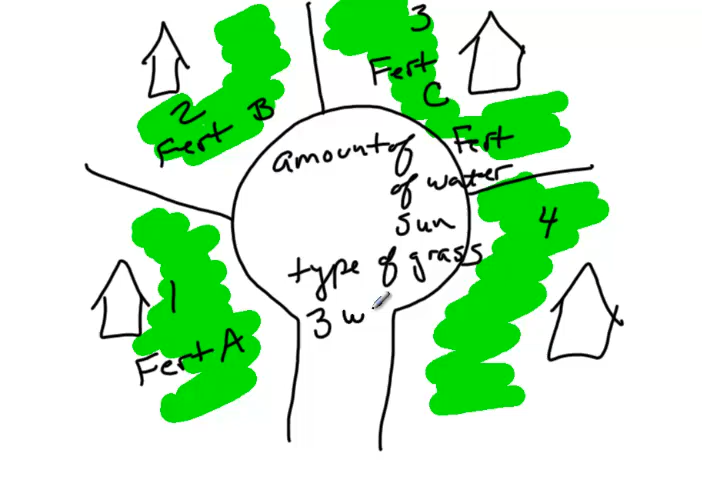 3
Fert
C
Fert
2
Fert B
amount of
of water
sun
type of grass
3 w
1
Fert A
4